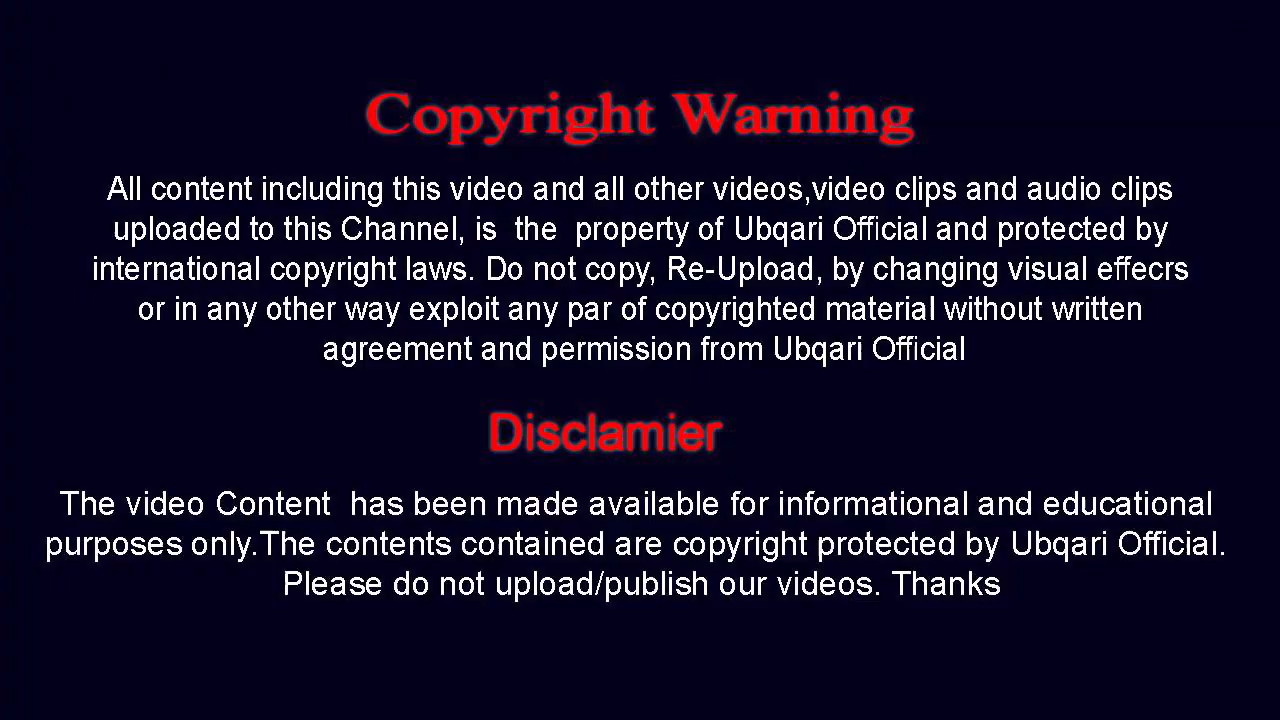 Copyright Warning
All content including this video and all other videos,video clips and audio clips
uploaded to this Channel, is  the  property of Ubqari Official and protected by
international copyright laws. Do not copy, Re-Upload, by changing visual effecrs
or in any other way exploit any par of copyrighted material without written
agreement and permission from Ubqari Official
Disclamier
The video Content  has been made available for informational and educational
purposes only.The contents contained are copyright protected by Ubqari Official.
Please do not upload/publish our videos. Thanks